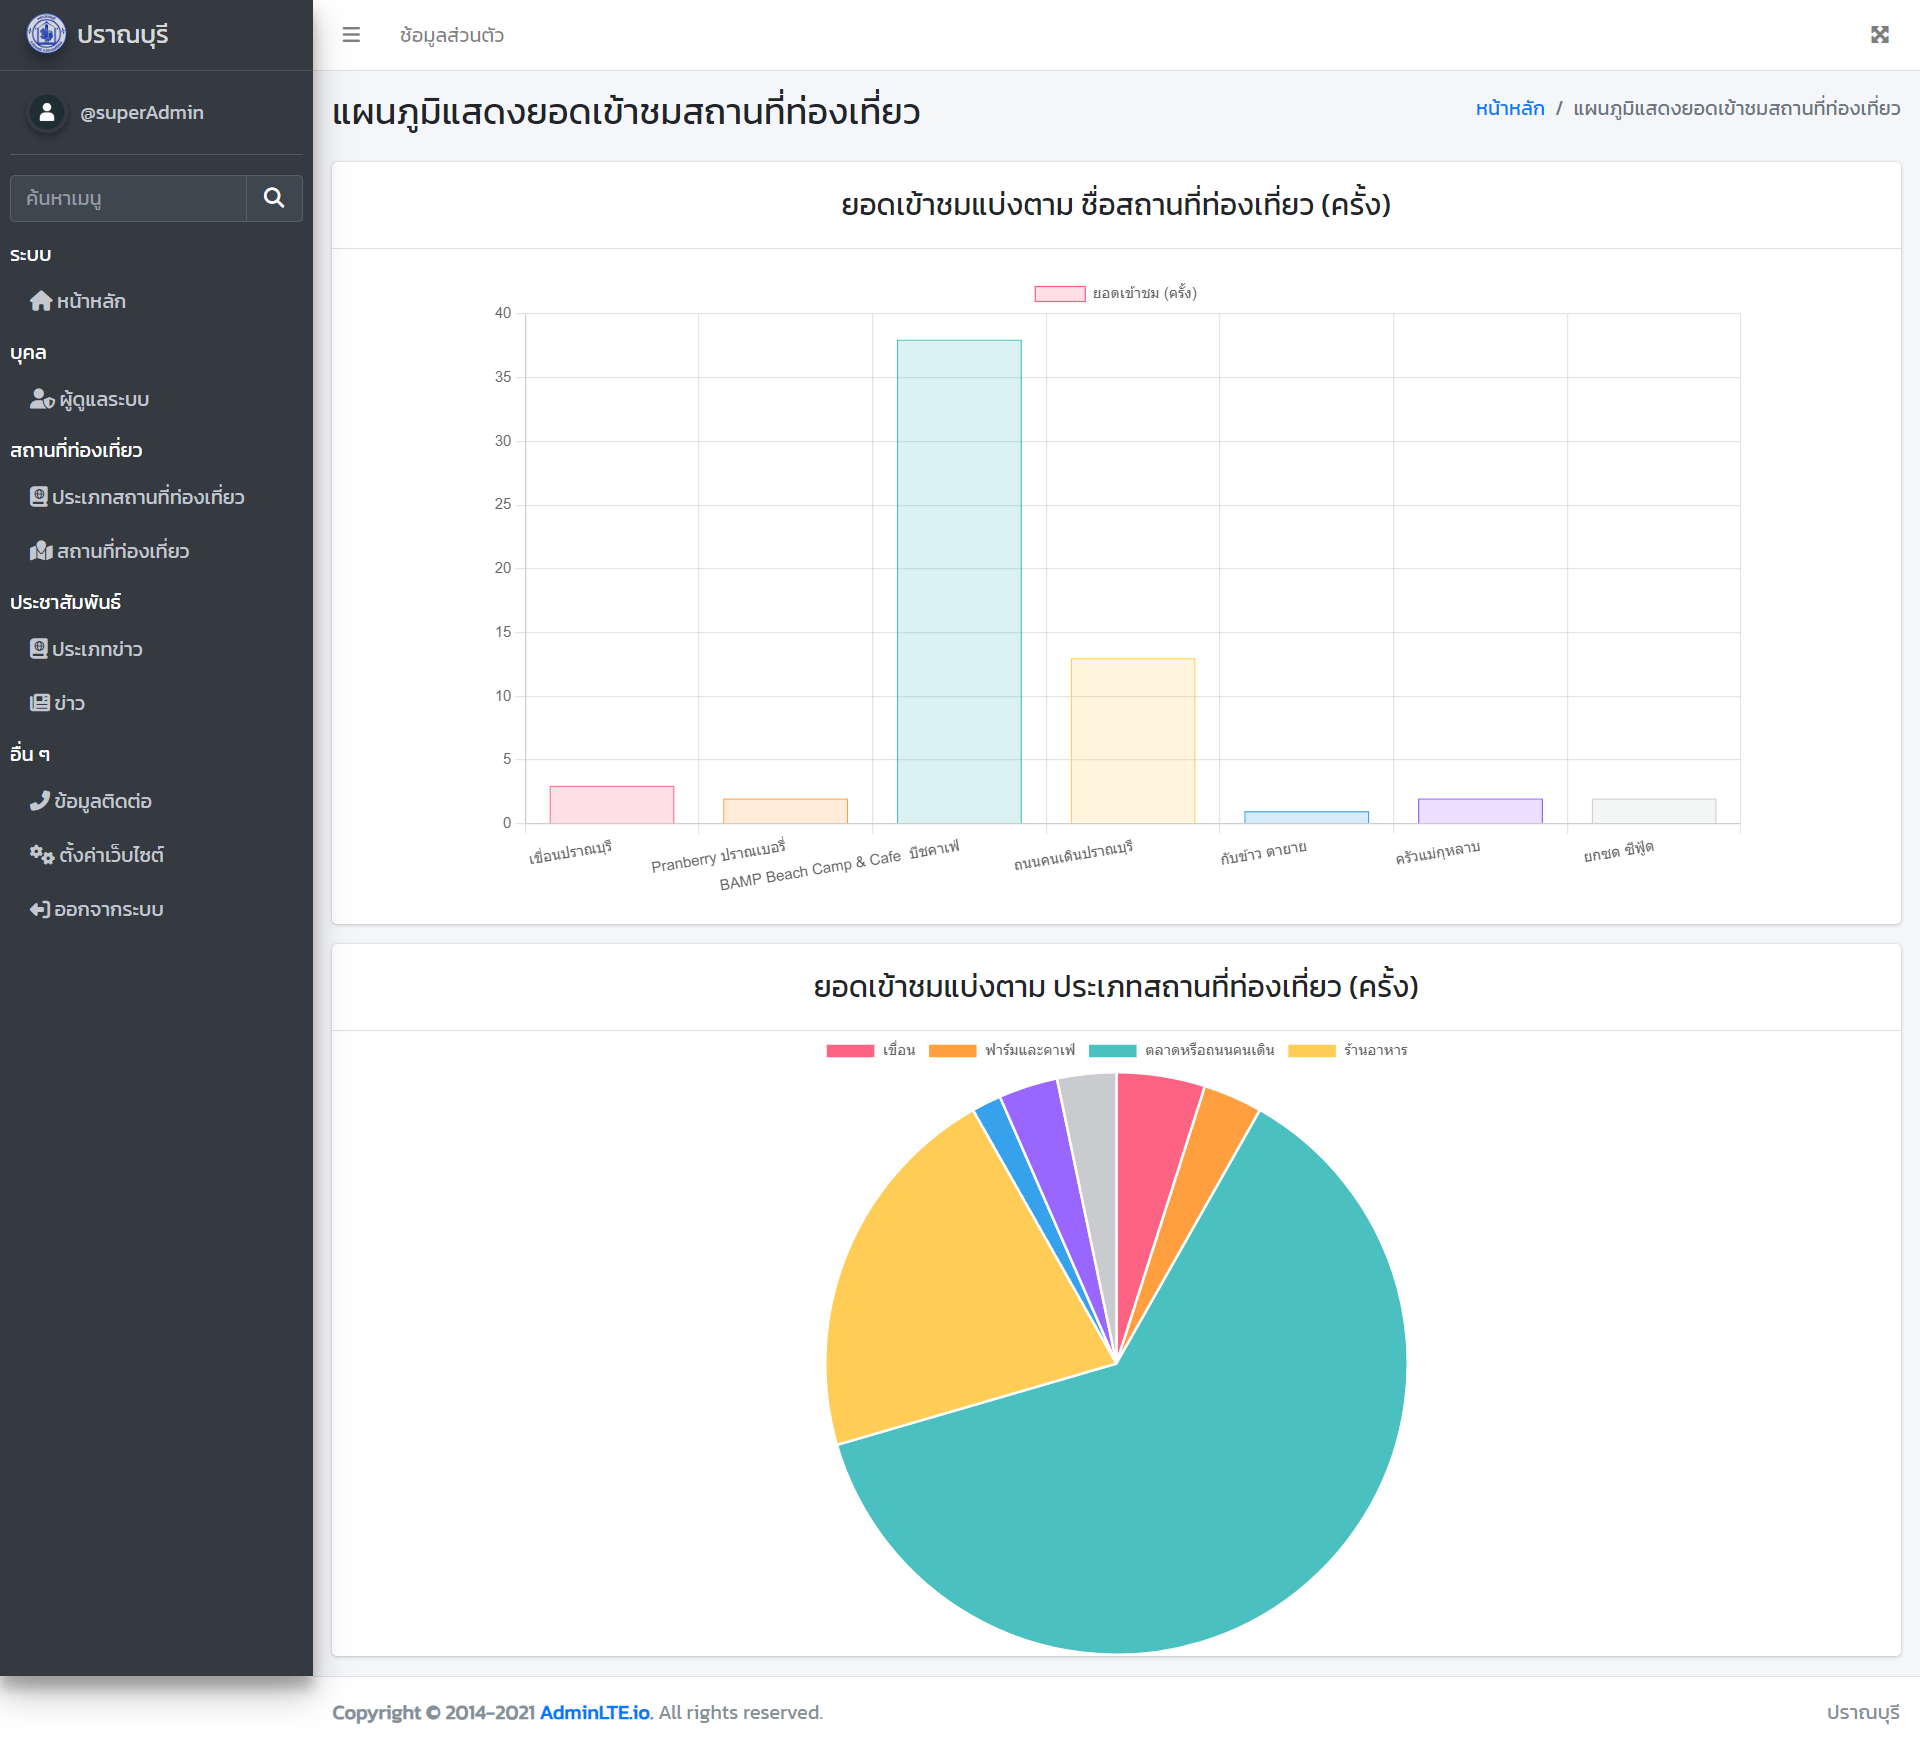 ปราณบุรี
ข้อมูลส่วนตัว
@superAdmin
ค้นหาเมนู
ระบบ
หน้าหลัก
บุคล
ผู้ดูแลระบบ
สถานที่ท่องเที่ยว
ประเภทสถานที่ท่องเที่ยว
สถานที่ท่องเที่ยว
ประชาสัมพันธ์
ประเภทข่าว
ข่าว
อื่น ๆ
ข้อมูลติดต่อ
ตั้งค่าเว็บไซต์
ออกจากระบบ
แผนภูมิแสดงยอดเข้าชมสถานที่ท่องเที่ยว
หน้าหลัก / แผนภูมิแสดงยอดเข้าชมสถานที่ท่องเที่ยว
ยอดเข้าชมแบ่งตาม ชื่อสถานที่ท่องเที่ยว (ครั้ง)
ยอดเข้าชม (ครั้ง)
40
35
30
25
20
15
10
5
0
เขื่อนปราณบุรี
Pranberry ปราณเบอรี่
BAMP Beach Camp & Cafe บีชคาเฟ่
ถนนคนเดินปราณบุรี
กับข้าว ตายาย
ครัวแม่กุหลาบ
ยกซด ซีฟู้ด
ยอดเข้าชมแบ่งตาม ประเภทสถานที่ท่องเที่ยว (ครั้ง)
เขื่อน ฟาร์มและคาเฟ่ ตลาดหรือถนนคนเดิน ร้านอาหาร
Copyright © 2014-2021 AdminLTE.io. All rights reserved.
ปราณบุรี